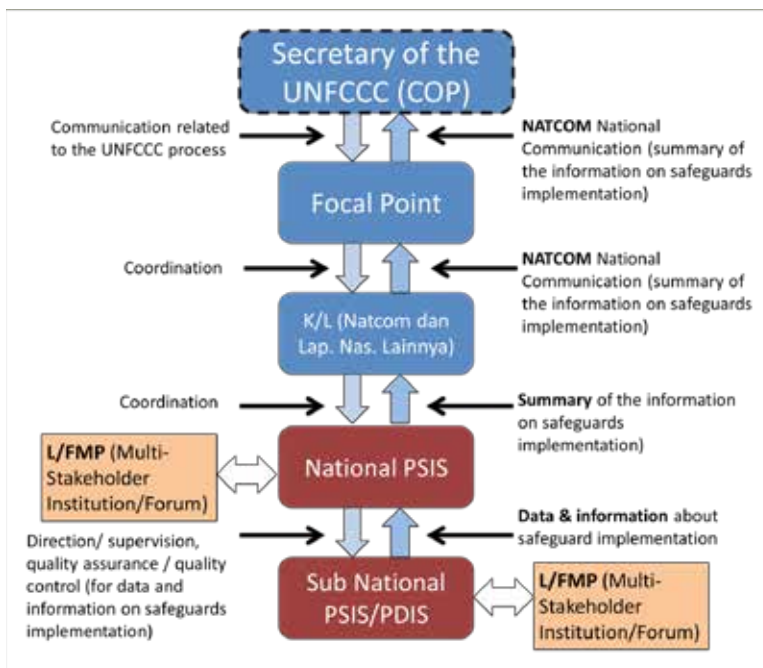 Secretary of the
UNFCCC (COP)
Communication related
to the UNFCCC process
NATCOM National
Communication (summary of
the information on safeguards
implementation)
Focal Point
Coordination
NATCOM National
Communication (summary of
the information on safeguards
implementation)
K/L (Natcom dan
Lap. Nas. Lainnya)
Coordination
Summary of the information
on safeguards
implementation)
L/FMP (Multi-
Stakeholder
Institution/Forum)
National PSIS
Direction/ supervision,
quality assurance / quality
control (for data and
information on safeguards
implementation)
Data & information about
safeguard implementation
Sub National
PSIS/PDIS
L/FMP (Multi-
Stakeholder
Institution/Forum)